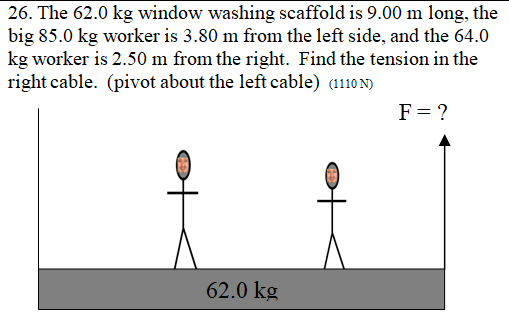 26. The 62.0 kg window washing scaffold is 9.00 m long, the
big 85.0 kg worker is 3.80 m from the left side, and the 64.0
kg worker is 2.50 m from the right.  Find the tension in the
right cable.  (pivot about the left cable)  (1110 N)
F = ?
62.0 kg